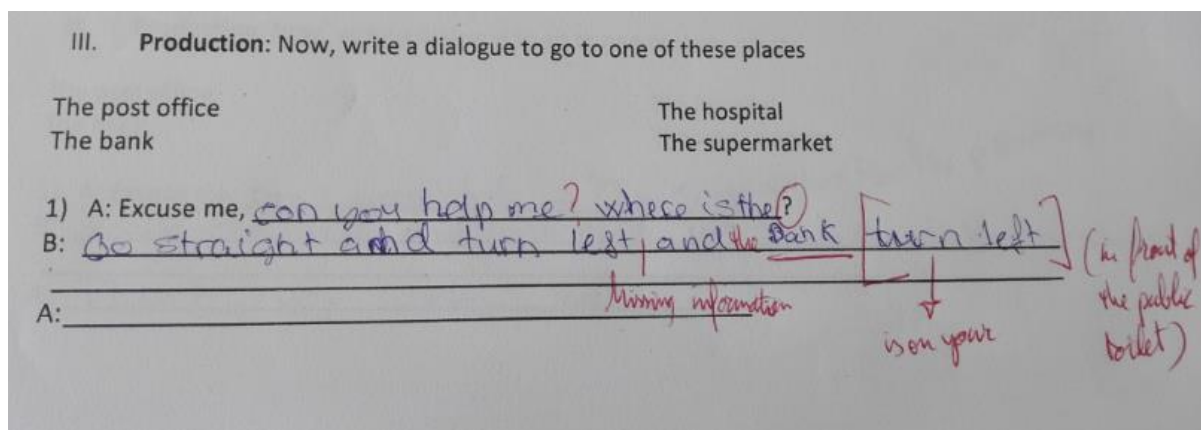 III. Production: Now, write a dialogue to go to one of these places
The post office The hospital
The bank The supermarket
1) A: Excuse me, can you help me? where is the?
B: Go straight and turn left, and the Bank [turn left] (in front of
the public
toilet)
Missing information
is on your
A: